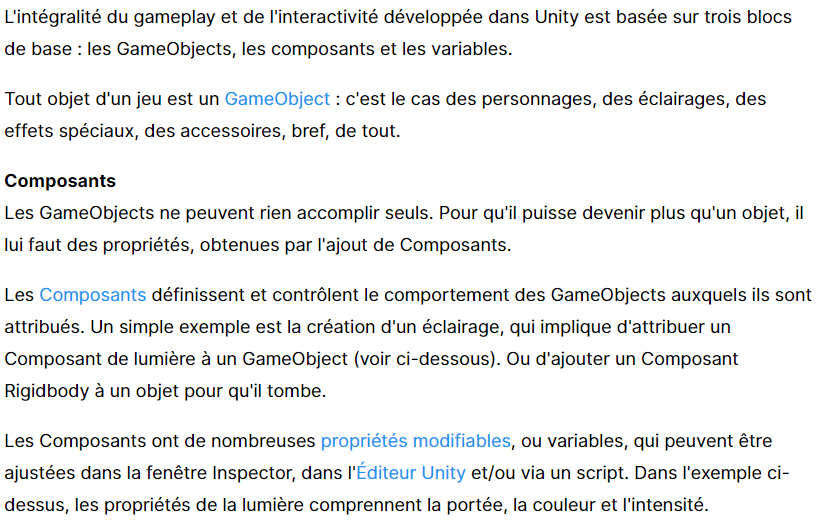 L'intégralité du gameplay et de l'interactivité développée dans Unity est basée sur trois blocs
de base : les GameObjects, les composants et les variables.
Tout objet d'un jeu est un GameObject : c'est le cas des personnages, des éclairages, des
effets spéciaux, des accessoires, bref, de tout.
Composants
Les GameObjects ne peuvent rien accomplir seuls. Pour qu'il puisse devenir plus qu'un objet, il
lui faut des propriétés, obtenues par l'ajout de Composants.
Les Composants définissent et contrôlent le comportement des GameObjects auxquels ils sont
attribués. Un simple exemple est la création d'un éclairage, qui implique d'attribuer un
Composant de lumière à un GameObject (voir ci-dessous). Ou d'ajouter un Composant
Rigidbody à un objet pour qu'il tombe.
Les Composants ont de nombreuses propriétés modifiables, ou variables, qui peuvent être
ajustées dans la fenêtre Inspector, dans l'Éditeur Unity et/ou via un script. Dans l'exemple ci-
dessus, les propriétés de la lumière comprennent la portée, la couleur et l'intensité.